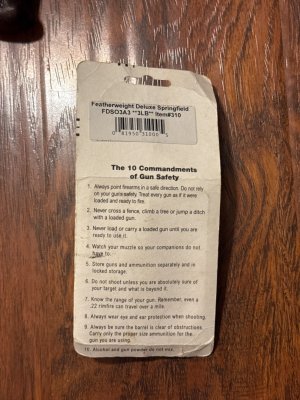 Featherweight Deluxe Springfield
FDSO3A3 **3LB** Item#310
0 81950 31000 5
The 10 Commandments
of Gun Safety
1. Always point firearms in a safe direction. Do not rely
on your guns safety. Treat every gun as if it were
loaded and ready to fire.
2. Never cross a fence, climb a tree or jump a ditch
with a loaded gun.
3. Never load or carry a loaded gun until you are
ready to use it.
4. Watch your muzzle so your companions do not
have to.
5. Store guns and ammunition separately and in
locked storage.
6. Do not shoot unless you are absolutely sure of
your target and what is beyond it.
7. Know the range of your gun. Remember, even a
.22 rimfire can travel over a mile.
8. Always wear eye and ear protection when shooting.
9. Always be sure the barrel is clear of obstructions.
Carry only the proper size ammunition for the
gun you are using.
10. Alcohol and gun powder do not mix.